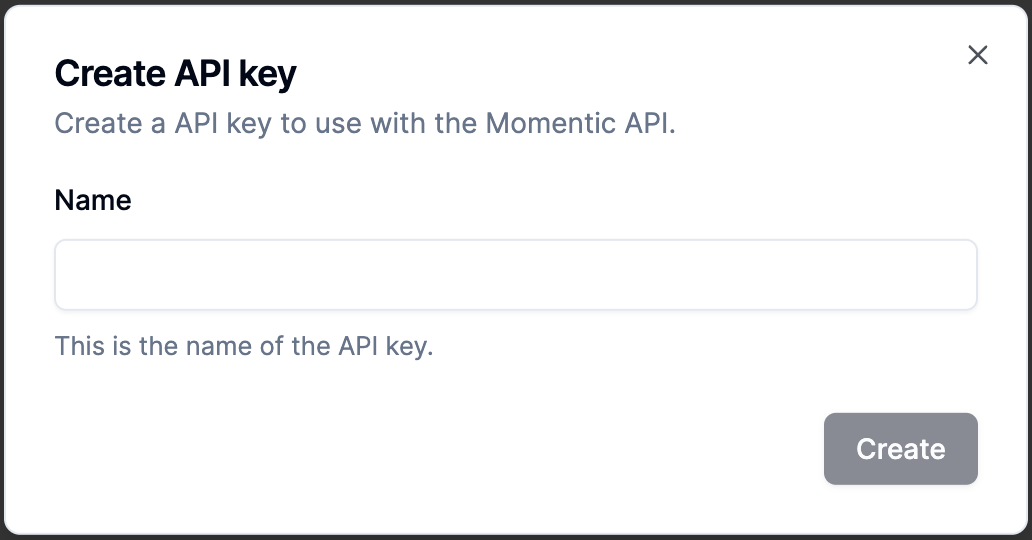 Create API key
Create a API key to use with the Momentic API.
Name
This is the name of the API key.
Create